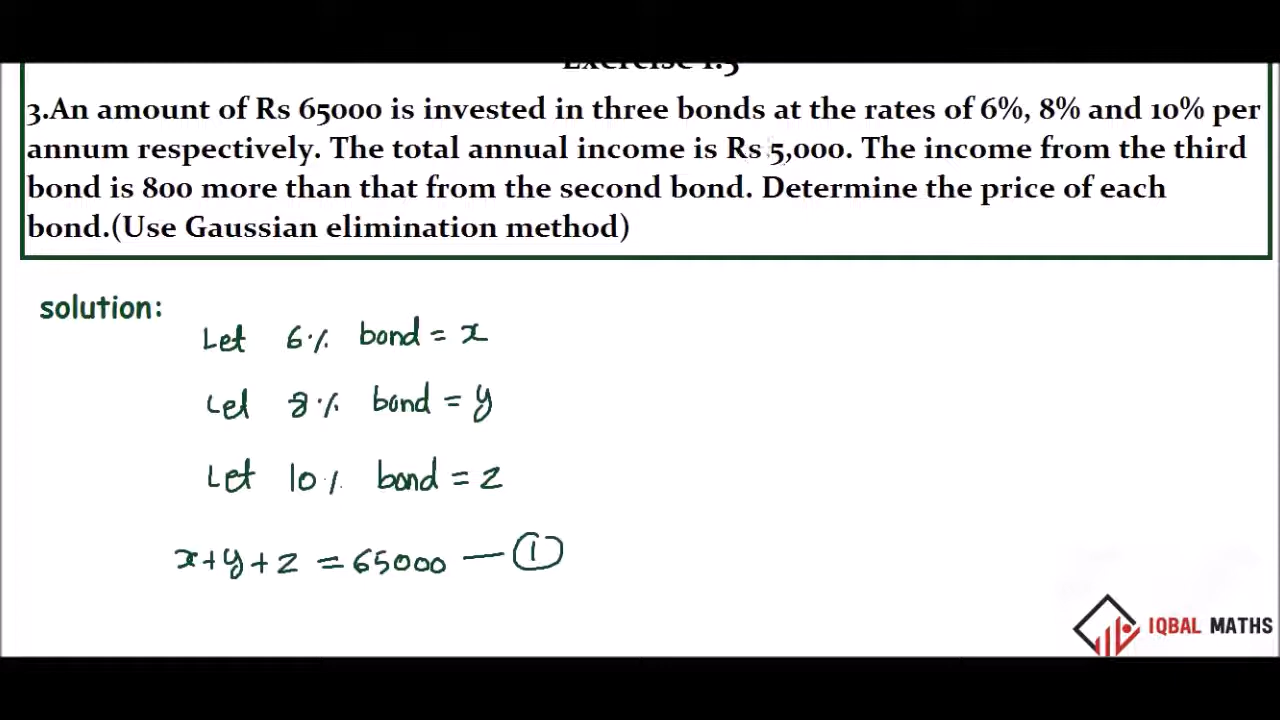 Exercise 1.5
3.An amount of Rs 65000 is invested in three bonds at the rates of 6%, 8% and 10% per
annum respectively. The total annual income is Rs 5,000. The income from the third
bond is 800 more than that from the second bond. Determine the price of each
bond.(Use Gaussian elimination method)
solution:
Let 6% bond = x
Let 8% bond = y
Let 10% bond = z
x+y+z = 65000 — ①
IQBAL MATHS